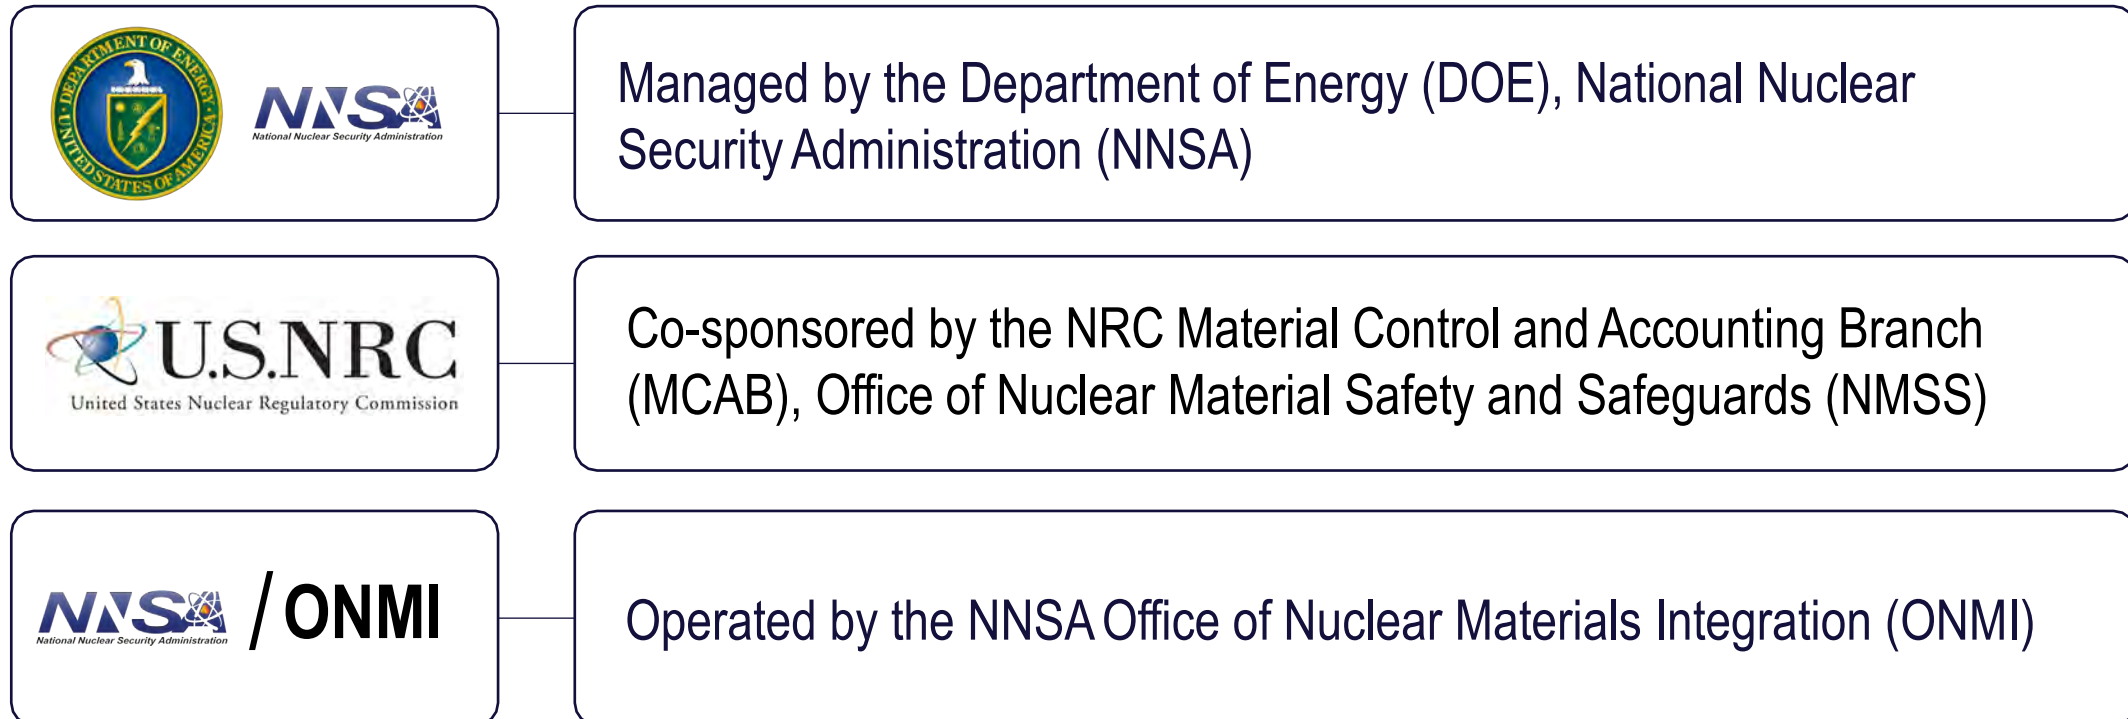 DEPARTMENT OF ENERGY
UNITED STATES OF AMERICA
NNSA
National Nuclear Security Administration
Managed by the Department of Energy (DOE), National Nuclear
Security Administration (NNSA)
U.S.NRC
United States Nuclear Regulatory Commission
Co-sponsored by the NRC Material Control and Accounting Branch
(MCAB), Office of Nuclear Material Safety and Safeguards (NMSS)
NNSA / ONMI
National Nuclear Security Administration
Operated by the NNSA Office of Nuclear Materials Integration (ONMI)